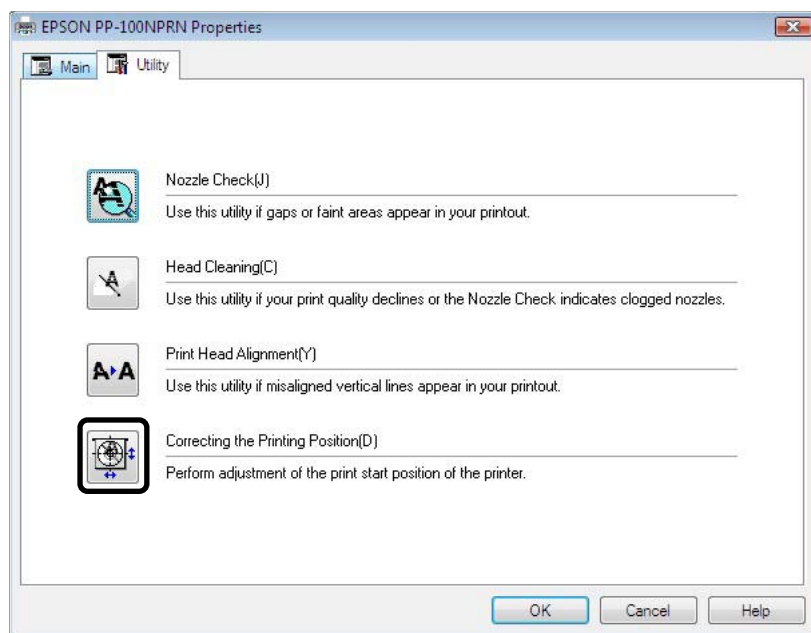 EPSON PP-100NPRN Properties
Main
Utility
Nozzle Check(J)
Use this utility if gaps or faint areas appear in your printout.
Head Cleaning(C)
Use this utility if your print quality declines or the Nozzle Check indicates clogged nozzles.
Print Head Alignment(Y)
Use this utility if misaligned vertical lines appear in your printout.
Correcting the Printing Position(D)
Perform adjustment of the print start position of the printer.
OK
Cancel
Help